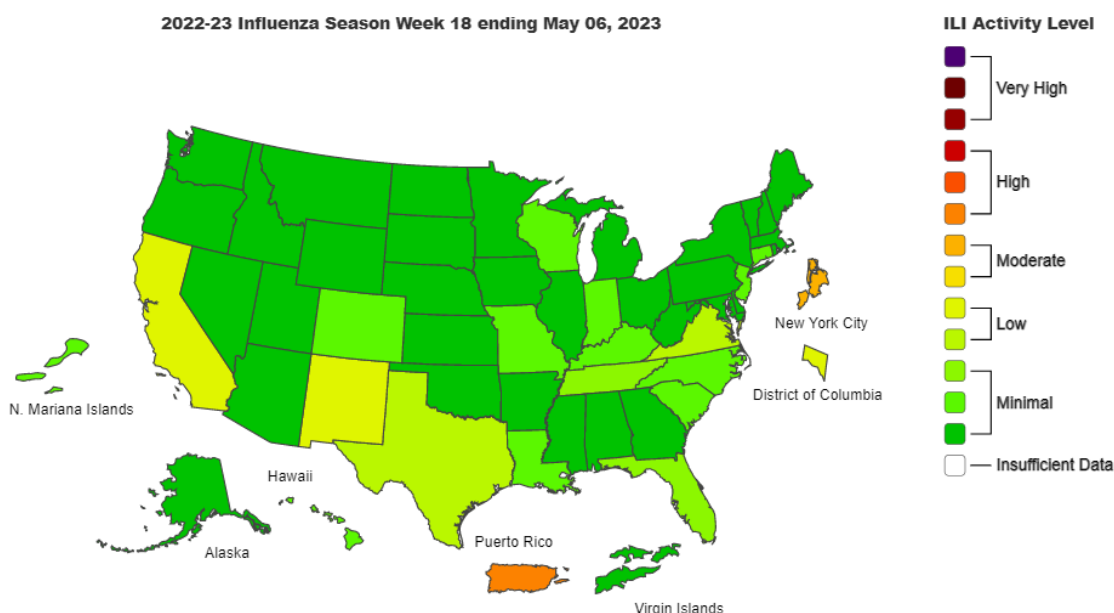 2022-23 Influenza Season Week 18 ending May 06, 2023
ILI Activity Level
Very High
High
Moderate
Low
Minimal
Insufficient Data
New York City
District of Columbia
N. Mariana Islands
Hawaii
Alaska
Puerto Rico
Virgin Islands